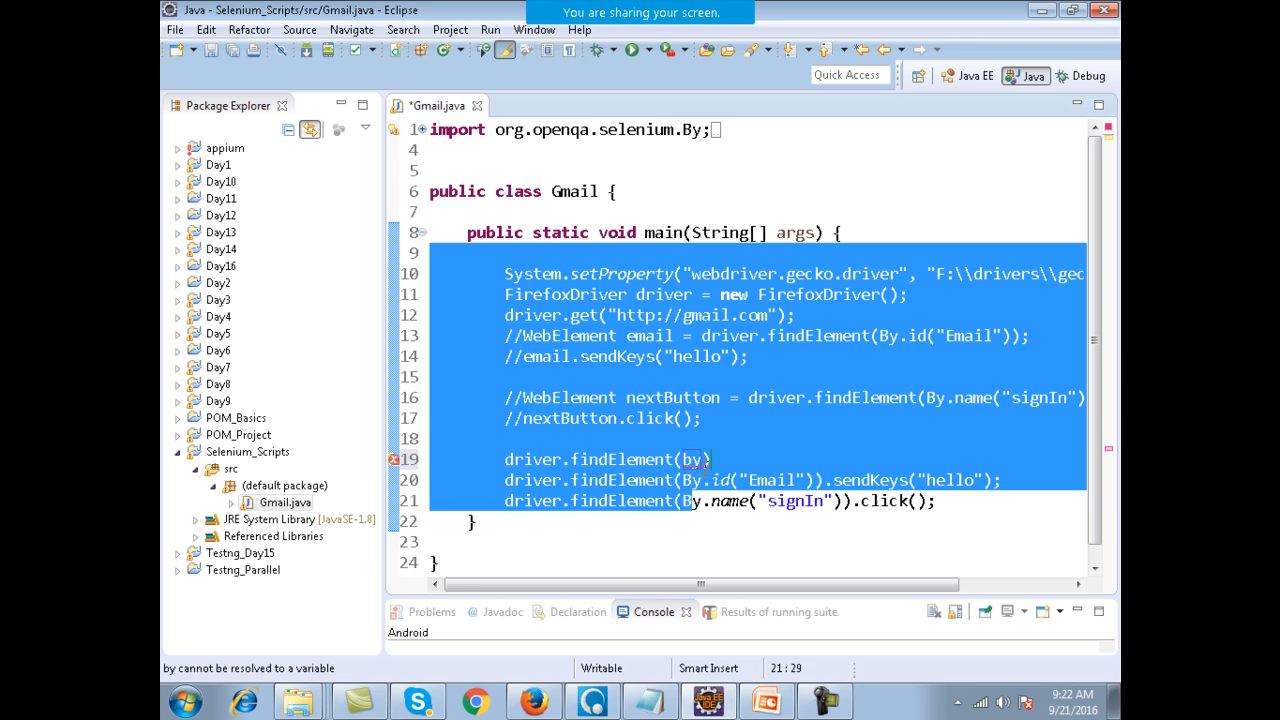 You are sharing your screen.
Java - Selenium_Scripts/src/Gmail.java - Eclipse
File Edit Refactor Source Navigate Search Project Run Window Help
Quick Access Java EE Java Debug
Package Explorer
*Gmail.java
appium
Day1
Day10
Day11
Day12
Day13
Day14
Day16
Day2
Day3
Day4
Day5
Day6
Day7
Day8
Day9
POM_Basics
POM_Project
Selenium_Scripts
src
(default package)
Gmail.java
JRE System Library [JavaSE-1.8]
Referenced Libraries
Testng_Day15
Testng_Parallel
1 import org.openqa.selenium.By;
4
5
6 public class Gmail {
7
8 public static void main(String[] args) {
9
10 System.setProperty("webdriver.gecko.driver", "F:\\drivers\\gec
11 FirefoxDriver driver = new FirefoxDriver();
12 driver.get("http://gmail.com");
13 //WebElement email = driver.findElement(By.id("Email"));
14 //email.sendKeys("hello");
15
16 //WebElement nextButton = driver.findElement(By.name("signIn")
17 //nextButton.click();
18
19 driver.findElement(by)
20 driver.findElement(By.id("Email")).sendKeys("hello");
21 driver.findElement(By.name("signIn")).click();
22 }
23
24 }
Problems Javadoc Declaration Console Results of running suite
Android
by cannot be resolved to a variable Writable Smart Insert 21 : 29
Java EE
IDE
9:22 AM
9/21/2016